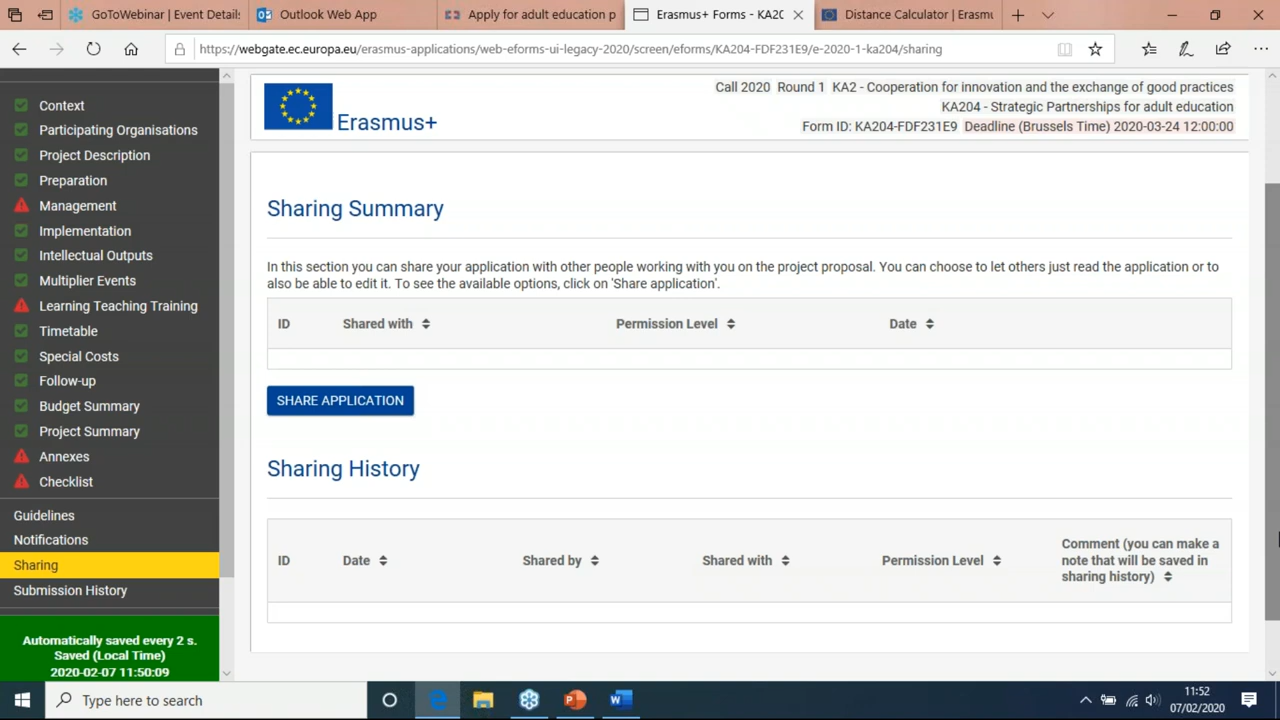 GoToWebinar | Event Details
Outlook Web App
Apply for adult education p
Erasmus+ Forms - KA20
Distance Calculator | Erasmu
https://webgate.ec.europa.eu/erasmus-applications/web-eforms-ui-legacy-2020/screen/eforms/KA204-FDF231E9/e-2020-1-ka204/sharing
Context
Participating Organisations
Project Description
Preparation
Management
Implementation
Intellectual Outputs
Multiplier Events
Learning Teaching Training
Timetable
Special Costs
Follow-up
Budget Summary
Project Summary
Annexes
Checklist
Guidelines
Notifications
Sharing
Submission History
Automatically saved every 2 s.
Saved (Local Time)
2020-02-07 11:50:09
Erasmus+
Call 2020 Round 1 KA2 - Cooperation for innovation and the exchange of good practices
KA204 - Strategic Partnerships for adult education
Form ID: KA204-FDF231E9 Deadline (Brussels Time) 2020-03-24 12:00:00
Sharing Summary
In this section you can share your application with other people working with you on the project proposal. You can choose to let others just read the application or to
also be able to edit it. To see the available options, click on 'Share application'.
ID Shared with Permission Level Date
SHARE APPLICATION
Sharing History
ID Date Shared by Shared with Permission Level Comment (you can make a
note that will be saved in
sharing history)
Type here to search
11:52
07/02/2020